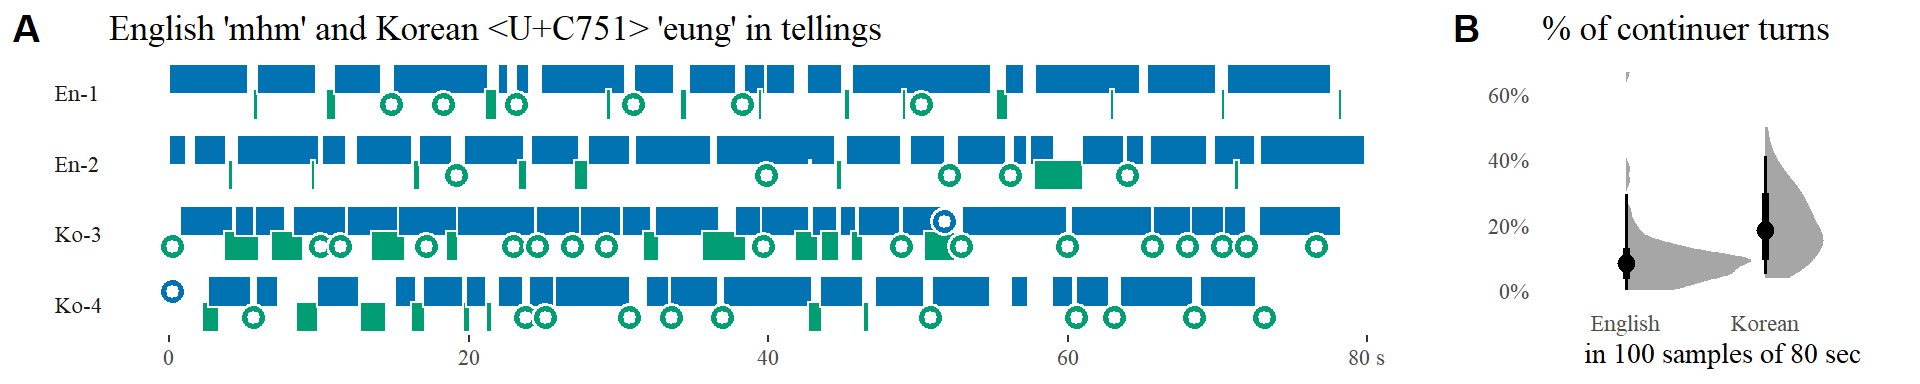 A English 'mhm' and Korean <U+C751> 'eung' in tellings
En-1
En-2
Ko-3
Ko-4
0 20 40 60 80 s
B % of continuer turns
60%
40%
20%
0%
English Korean
in 100 samples of 80 sec